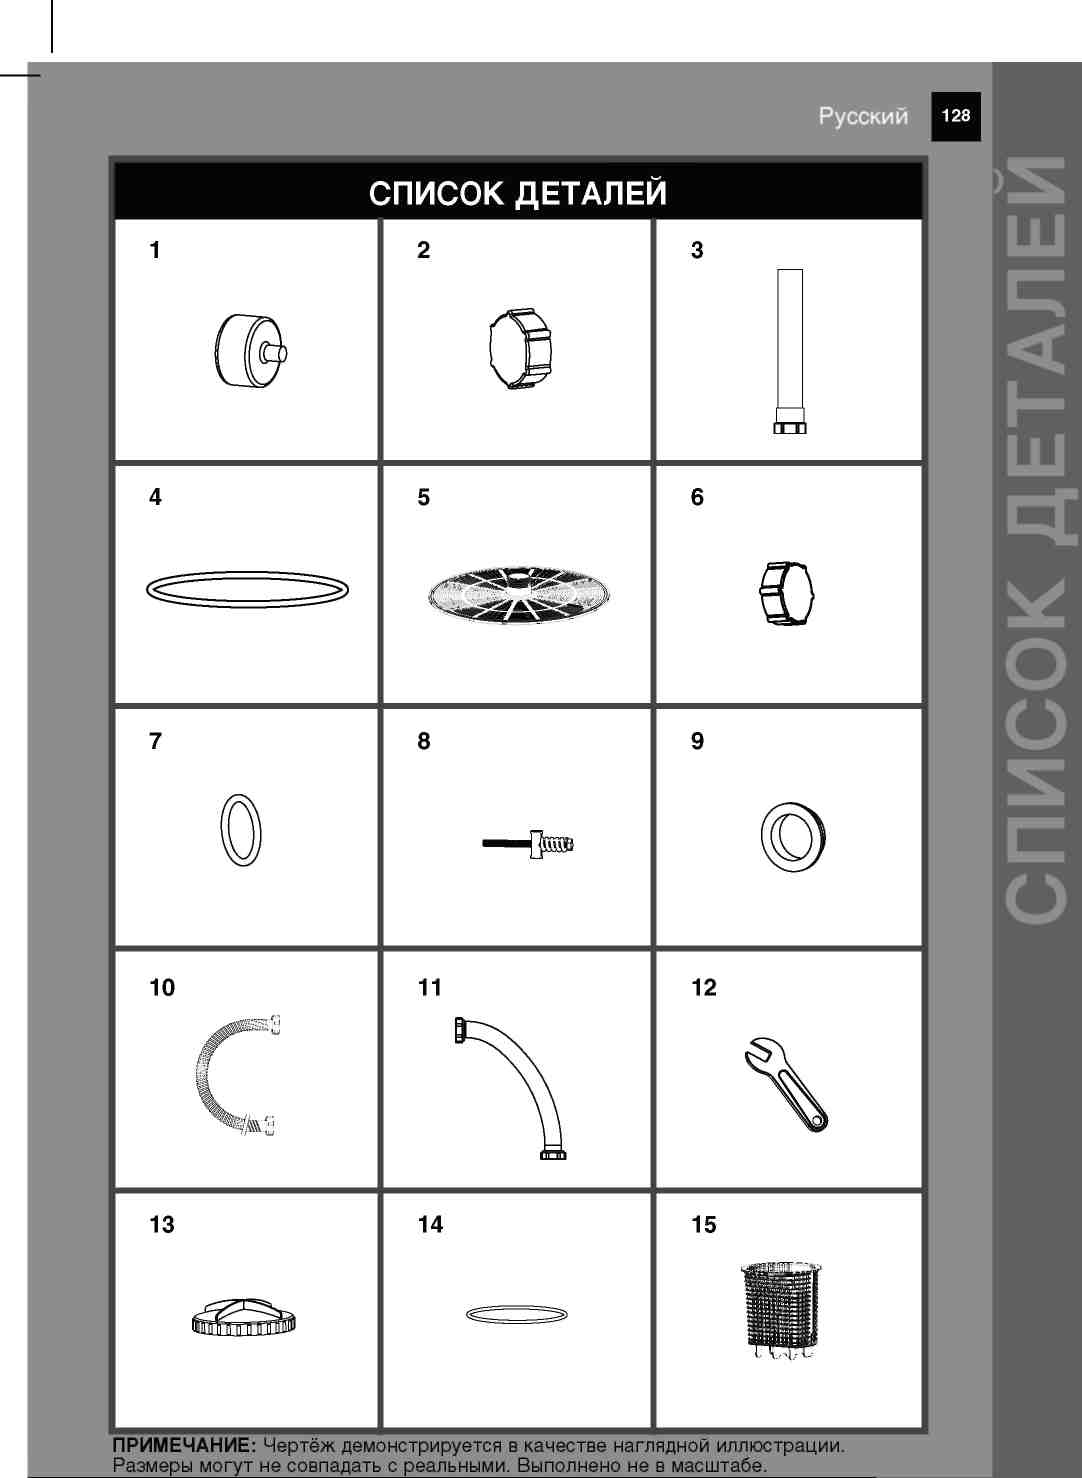 Русский 128
СПИСОК ДЕТАЛЕЙ
1 2 3
4 5 6
7 8 9
10 11 12
13 14 15
ПРИМЕЧАНИЕ: Чертёж демонстрируется в качестве наглядной иллюстрации.
Размеры могут не совпадать с реальными. Выполнено не в масштабе.
СПИСОК ДЕТАЛЕЙ